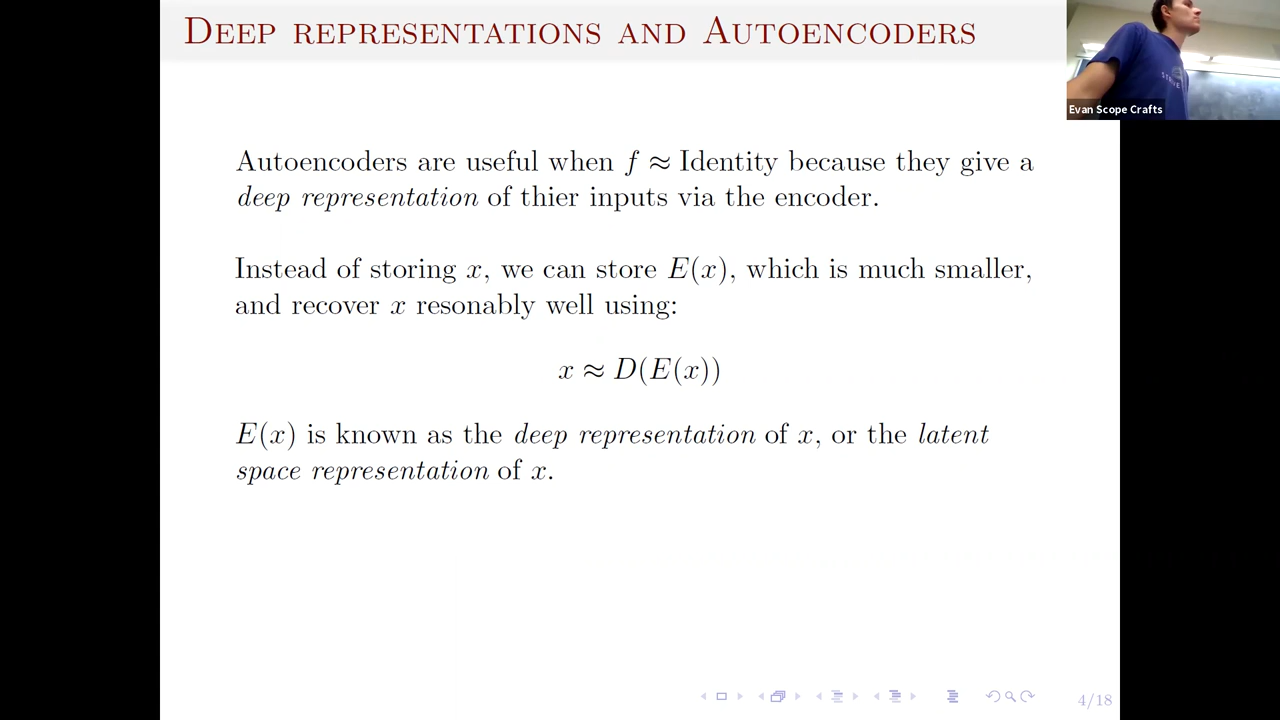 Deep representations and Autoencoders
Evan Scope Crafts
Autoencoders are useful when f ≈ Identity because they give a
deep representation of thier inputs via the encoder.
Instead of storing x, we can store E(x), which is much smaller,
and recover x resonably well using:
x ≈ D(E(x))
E(x) is known as the deep representation of x, or the latent
space representation of x.
4/18